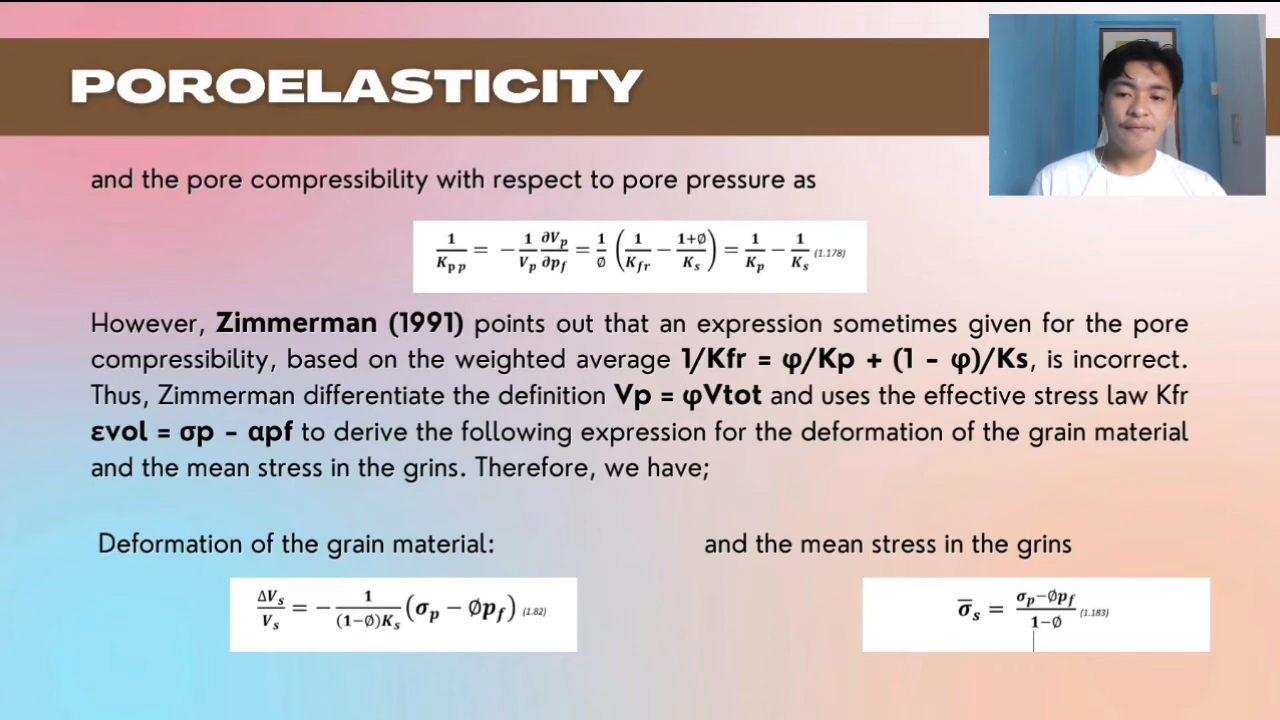 POROELASTICITY
and the pore compressibility with respect to pore pressure as
1/K_pp = − 1/V_p ∂V_p/∂p_f = 1/∅ (1/K_fr − 1+∅/K_s) = 1/K_p − 1/K_s (1.178)
However, Zimmerman (1991) points out that an expression sometimes given for the pore
compressibility, based on the weighted average 1/Kfr = φ/Kp + (1 - φ)/Ks, is incorrect.
Thus, Zimmerman differentiate the definition Vp = φVtot and uses the effective stress law Kfr
εvol = σp - αpf to derive the following expression for the deformation of the grain material
and the mean stress in the grins. Therefore, we have;
Deformation of the grain material:
ΔV_s/V_s = − 1/(1−∅)K_s (σ_p − ∅p_f) (1.82)
and the mean stress in the grins
σ̅_s = σ_p−∅p_f/1−∅ (1.183)